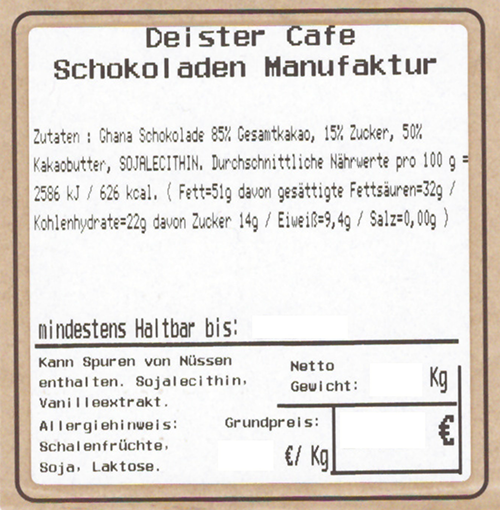 Deister Cafe
Schokoladen Manufaktur
Zutaten : Ghana Schokolade 85% Gesamtkakao, 15% Zucker, 50%
Kakaobutter, SOJALECITHIN. Durchschnittliche Nährwerte pro 100 g =
2586 kJ / 626 kcal. ( Fett=51g davon gesättigte Fettsäuren=32g /
Kohlenhydrate=22g davon Zucker 14g / Eiweiß=9,4g / Salz=0,00g )
mindestens Haltbar bis:
Kann Spuren von Nüssen
enthalten. Sojalecithin,
Vanilleextrakt.
Allergiehinweis:
Schalenfrüchte,
Soja, Laktose.
Netto
Gewicht: Kg
Grundpreis:
€/ Kg
€